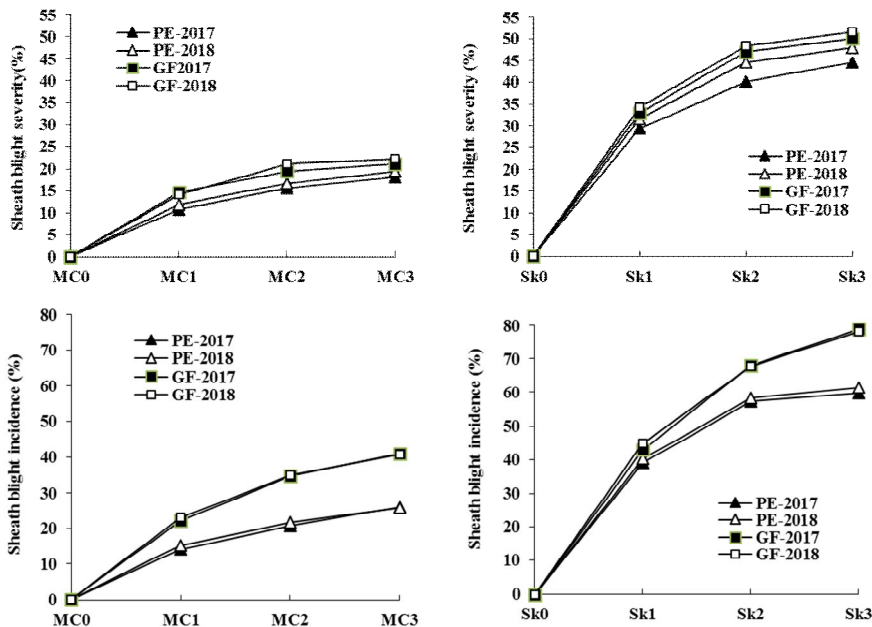 Sheath blight severity(%)
55
50
45
40
35
30
25
20
15
10
5
0
PE-2017
PE-2018
GF2017
GF-2018
MC0 MC1 MC2 MC3
Sheath blight severity (%)
55
50
45
40
35
30
25
20
15
10
5
0
PE-2017
PE-2018
GF-2017
GF-2018
Sk0 Sk1 Sk2 Sk3
Sheath blight incidence (%)
80
70
60
50
40
30
20
10
0
PE-2017
PE-2018
GF-2017
GF-2018
MC0 MC1 MC2 MC3
Sheath blight incidence (%)
80
70
60
50
40
30
20
10
0
PE-2017
PE-2018
GF-2017
GF-2018
Sk0 Sk1 Sk2 Sk3